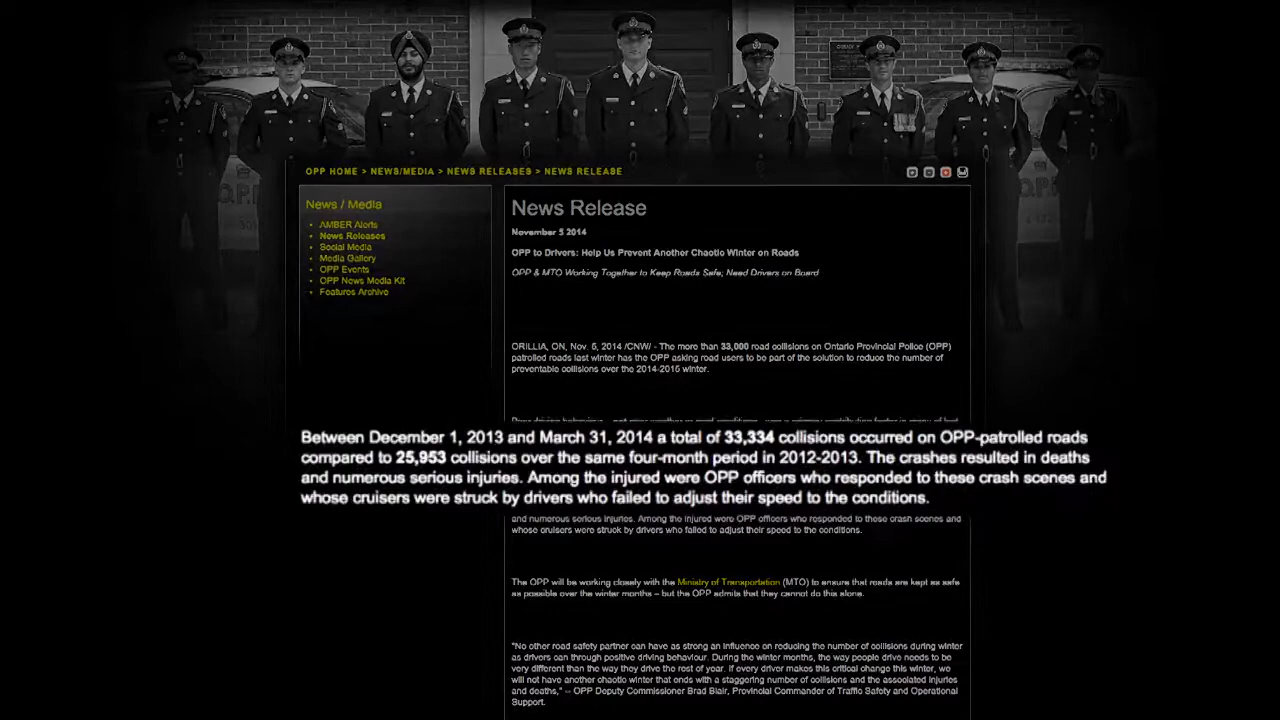 OPP HOME > NEWS/MEDIA > NEWS RELEASES > NEWS RELEASE
News / Media
• AMBER Alerts
• News Releases
• Social Media
• Media Gallery
• OPP Events
• OPP News Media Kit
• Features Archive
News Release
November 5 2014
OPP to Drivers: Help Us Prevent Another Chaotic Winter on Roads
OPP & MTO Working Together to Keep Roads Safe; Need Drivers on Board
ORILLIA, ON, Nov. 5, 2014 /CNW/ - The more than 33,000 road collisions on Ontario Provincial Police (OPP)
patrolled roads last winter has the OPP asking road users to be part of the solution to reduce the number of
preventable collisions over the 2014-2015 winter.
Between December 1, 2013 and March 31, 2014 a total of 33,334 collisions occurred on OPP-patrolled roads
compared to 25,953 collisions over the same four-month period in 2012-2013. The crashes resulted in deaths
and numerous serious injuries. Among the injured were OPP officers who responded to these crash scenes and
whose cruisers were struck by drivers who failed to adjust their speed to the conditions.
and numerous serious injuries. Among the injured were OPP officers who responded to these crash scenes and
whose cruisers were struck by drivers who failed to adjust their speed to the conditions.
The OPP will be working closely with the Ministry of Transportation (MTO) to ensure that roads are kept as safe
as possible over the winter months – but the OPP admits that they cannot do this alone.
"No other road safety partner can have as strong an influence on reducing the number of collisions during winter
as drivers can through positive driving behaviour. During the winter months, the way people drive needs to be
very different than the way they drive the rest of year. If every driver makes this critical change this winter, we
will not have another chaotic winter that ends with a staggering number of collisions and the associated injuries
and deaths," – OPP Deputy Commissioner Brad Blair, Provincial Commander of Traffic Safety and Operational
Support.